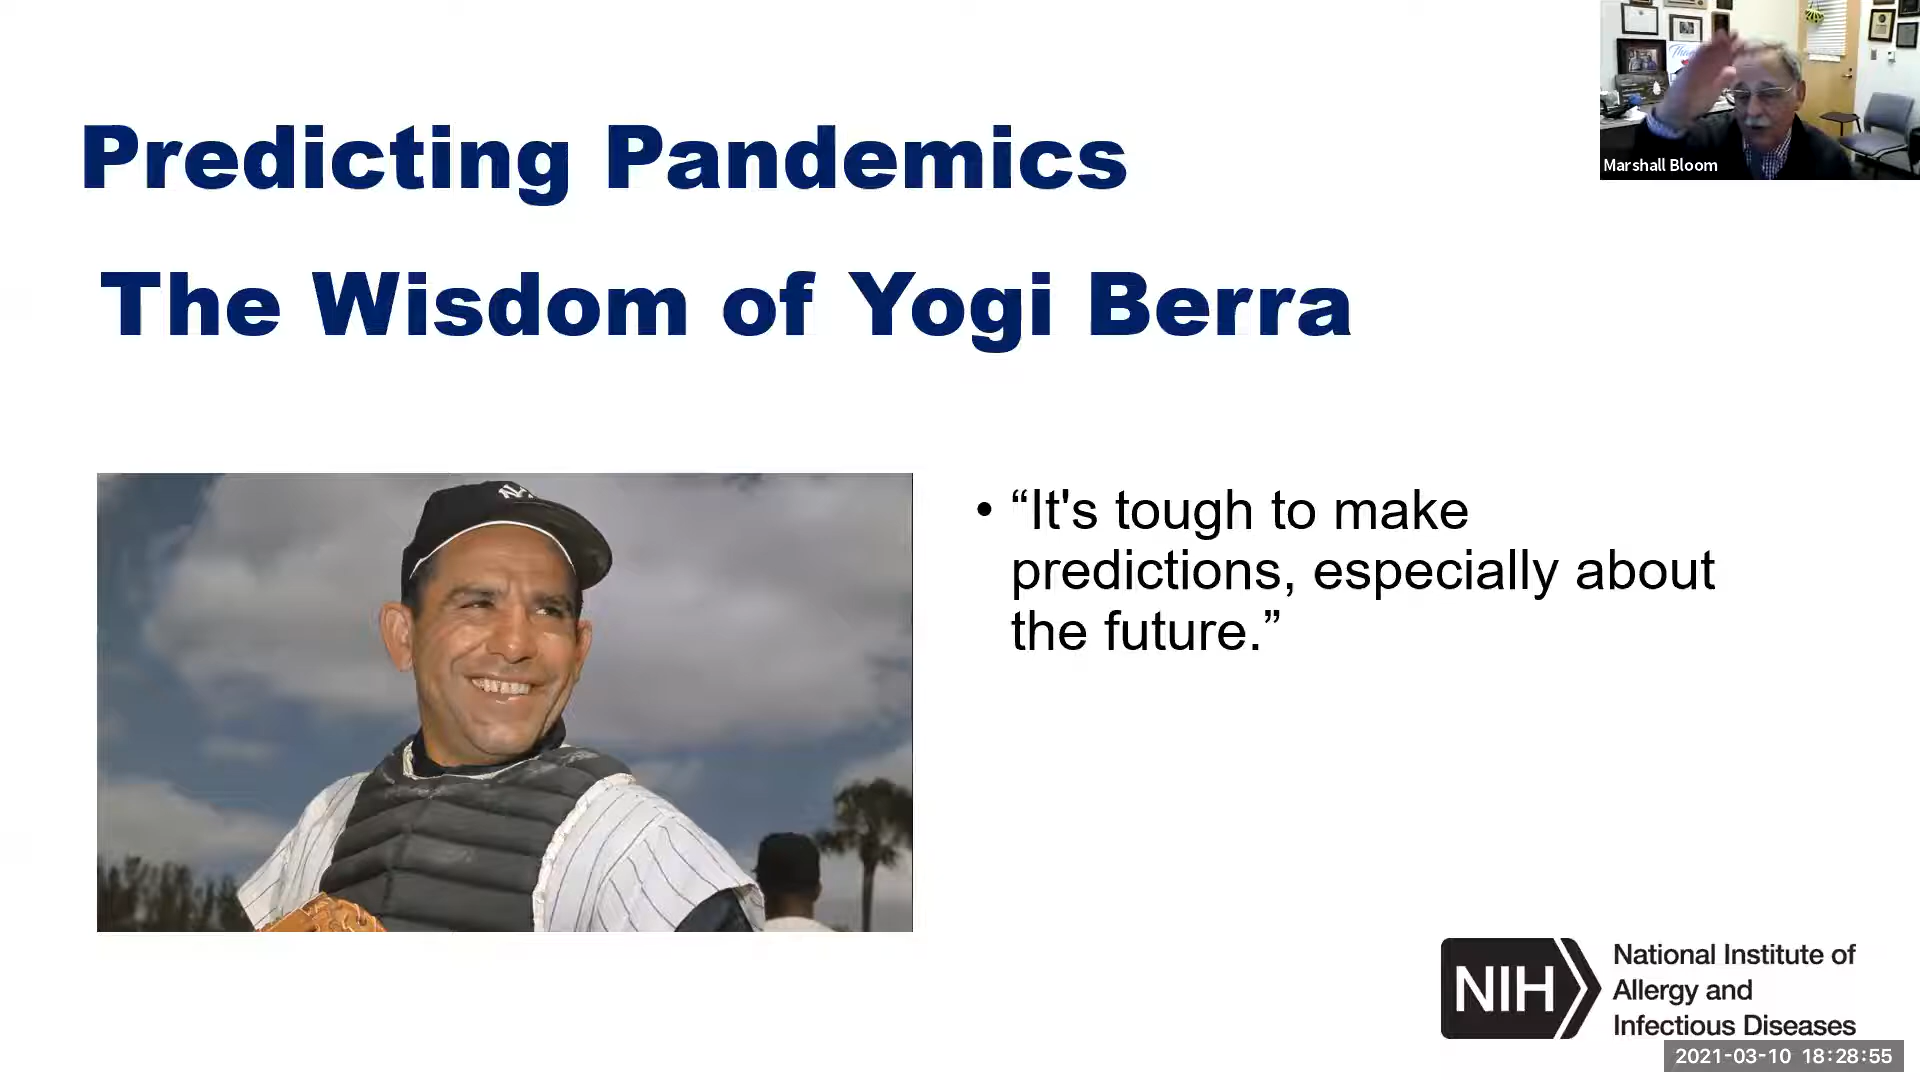 Predicting Pandemics
The Wisdom of Yogi Berra
Marshall Bloom
• “It's tough to make
predictions, especially about
the future.”
NIH
National Institute of
Allergy and
Infectious Diseases
2021-03-10 18:28:55